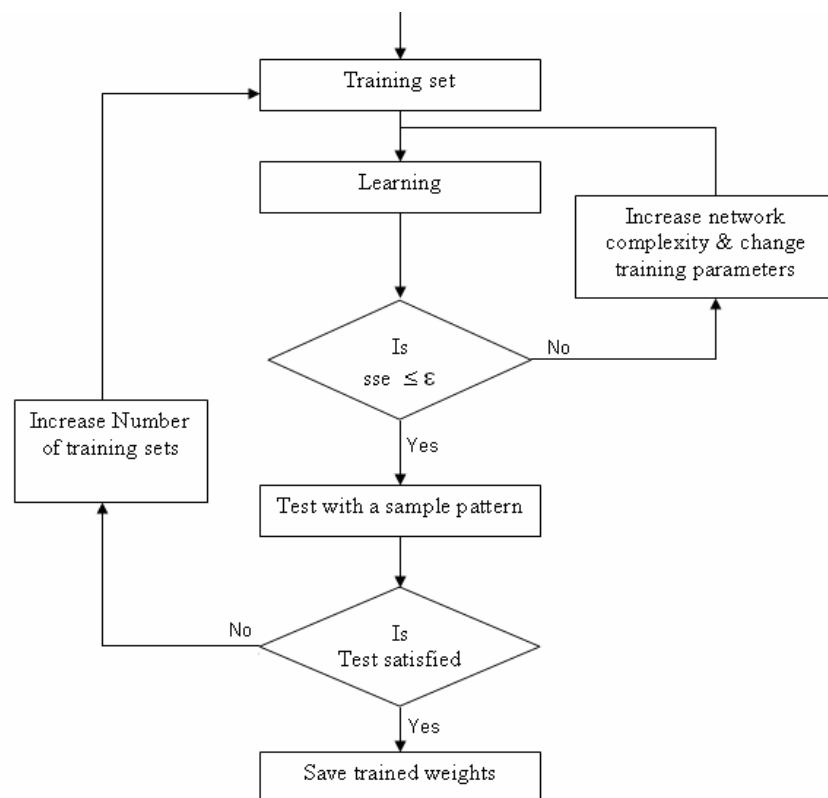 Training set
Learning
Increase network
complexity & change
training parameters
Is
sse ≤ ε
No
Increase Number
of training sets
Yes
Test with a sample pattern
No
Is
Test satisfied
Yes
Save trained weights